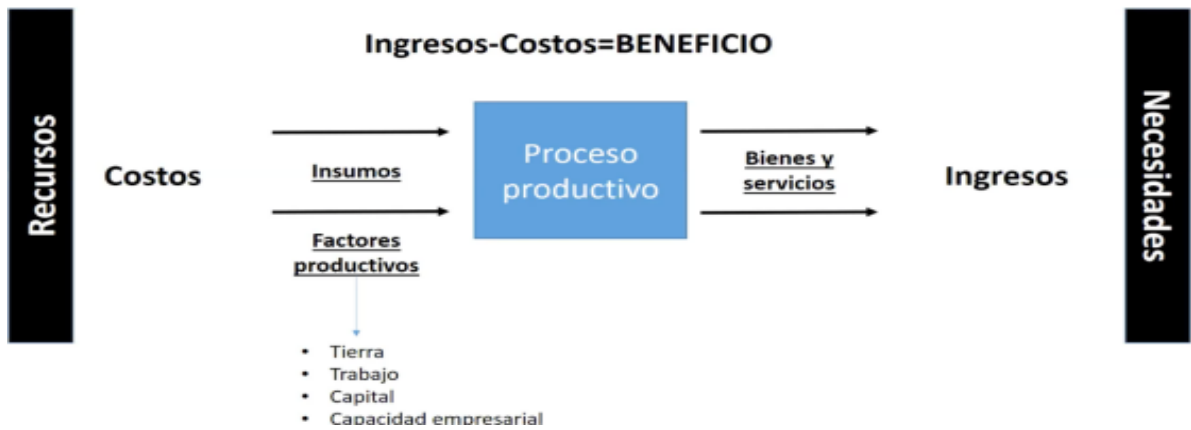 Ingresos-Costos=BENEFICIO
Recursos
Costos
Insumos
Factores
productivos
Proceso
productivo
Bienes y
servicios
Ingresos
Necesidades
• Tierra
• Trabajo
• Capital
• Capacidad empresarial